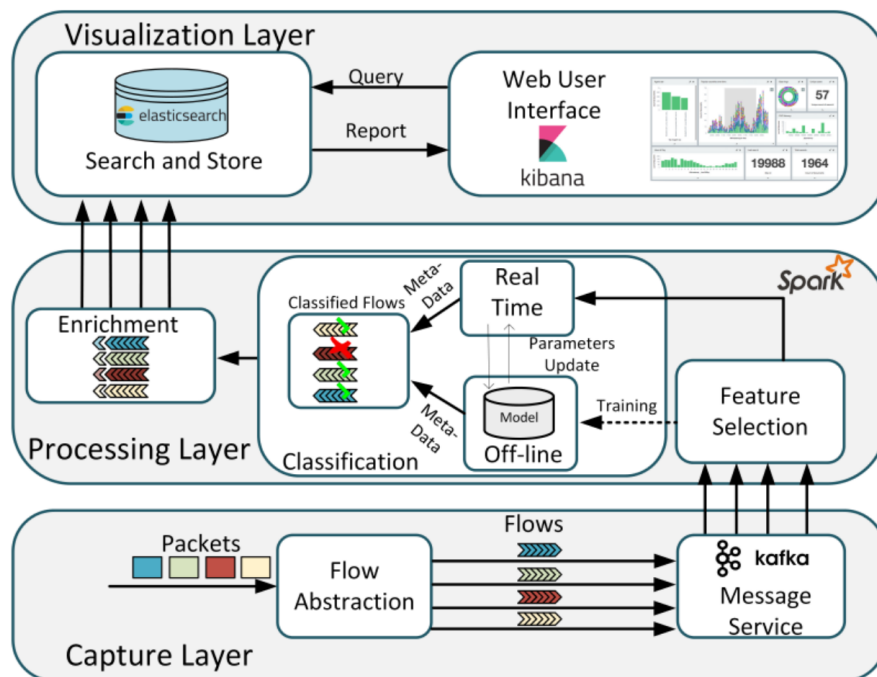 Visualization Layer
elasticsearch
Search and Store
Query
Report
Web User
Interface
kibana
57
19988
1964
Spark
Enrichment
Classified Flows
Meta-
Data
Real
Time
Parameters
Update
Meta-
Data
Model
Off-line
Training
Feature
Selection
Classification
Processing Layer
Packets
Flow
Abstraction
Flows
kafka
Message
Service
Capture Layer